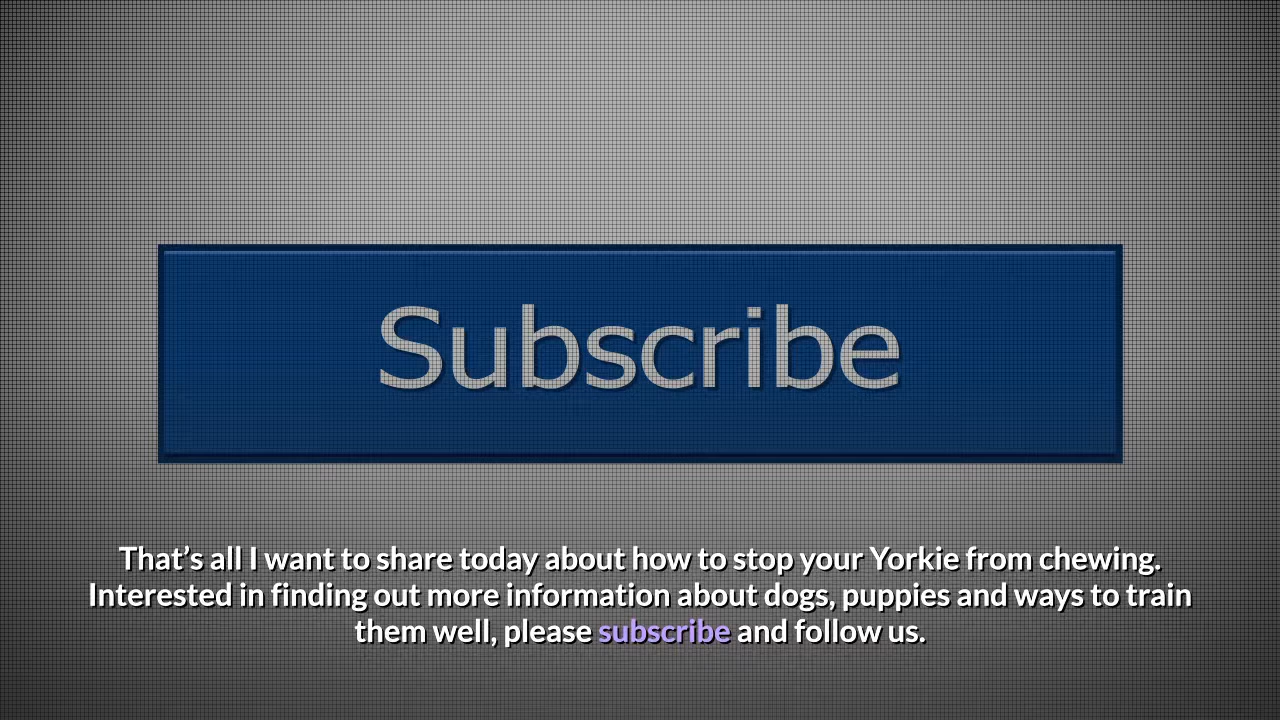 Subscribe
That’s all I want to share today about how to stop your Yorkie from chewing.
Interested in finding out more information about dogs, puppies and ways to train
them well, please subscribe and follow us.